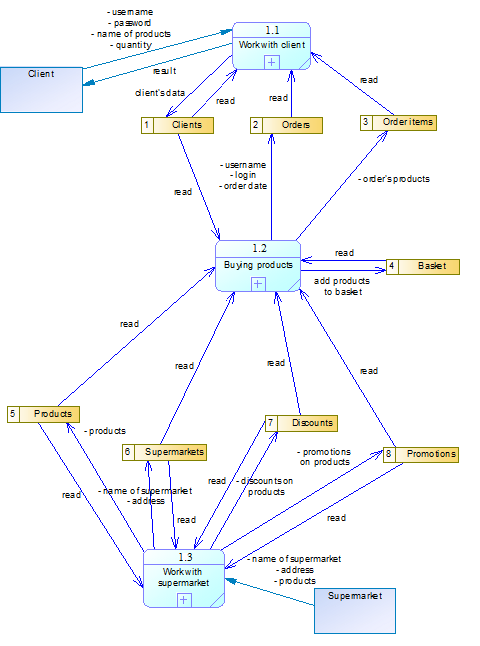 - username
- password
- name of products
- quantity
1.1
Work with client
Client
result
client's data
read
read
read
1 Clients
2 Orders
3 Order items
- username
- login
- order date
- order's products
read
1.2
Buying products
read
4 Basket
add products
to basket
read
read
read
read
5 Products
- products
6 Supermarkets
7 Discounts
- promotions
on products
8 Promotions
read
- name of supermarket
- address
read
read
- discounts on
products
read
1.3
Work with
supermarket
- name of supermarket
- address
- products
Supermarket